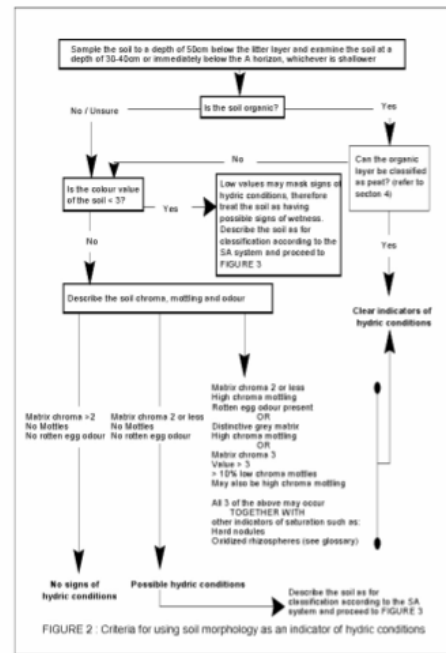 Sample the soil to a depth of 50cm below the litter layer and examine the soil at a
depth of 30-40cm or immediately below the A horizon, whichever is shallower
Is the soil organic?
No / Unsure
Yes
No
Can the organic
layer be classified
as peat? (refer to
secton 4)
Is the colour value
of the soil < 3?
Yes
Low values may mask signs of
hydric conditions, therefore
treat the soil as having
possible signs of wetness.
Describe the soil as for
classification according to the
SA system and proceed to
FIGURE 3
No
Yes
Describe the soil chroma, mottling and odour
Clear indicators of
hydric conditions
Matrix chroma >2
No Mottles
No rotten egg odour
Matrix chroma 2 or less
No Mottles
No rotten egg odour
Matrix chroma 2 or less
High chroma mottling
Rotten egg odour present
OR
Distinctive grey matrix
High chroma mottling
OR
Matrix chroma 3
Value > 3
> 10% low chroma mottles
May also be high chroma mottling
All 3 of the above may occur
TOGETHER WITH
other indicators of saturation such as:
Hard nodules
Oxidized rhizospheres (see glossary)
No signs of
hydric conditions
Possible hydric conditions
Describe the soil as for
classification according to the SA
system and proceed to FIGURE 3
FIGURE 2 : Criteria for using soil morphology as an indicator of hydric conditions